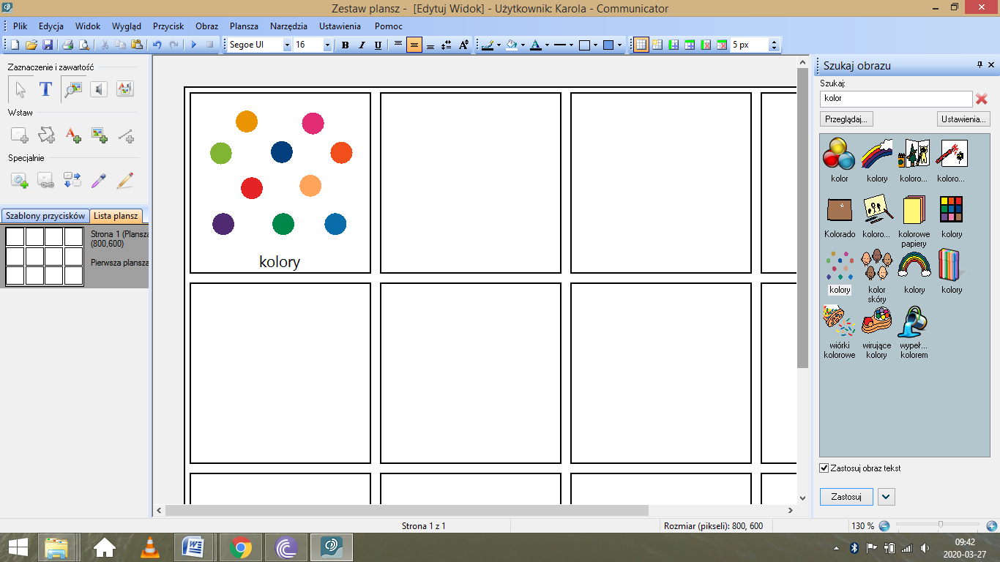 Zestaw plansz - [Edytuj Widok] - Użytkownik: Karola - Communicator
Plik Edycja Widok Wygląd Przycisk Obraz Plansza Narzędzia Ustawienia Pomoc
Segoe UI 16 B I U A A 5 px
Zaznaczenie i zawartość
T
Wstaw
A
Specjalnie
Szablony przycisków Lista plansz
Strona 1 (Plansza
(800,600)
Pierwsza plansza
kolory
Szukaj obrazu
Szukaj:
kolor
Przeglądaj... Ustawienia...
kolor kolory koloro... koloro...
Kolorado koloro... kolorowe papiery kolory
kolory kolor skóry kolory kolory
wiórki kolorowe wirujące kolory wypeł... kolorem
Zastosuj obraz tekst
Zastosuj
Strona 1 z 1 Rozmiar (pikseli): 800, 600 130 %
09:42
2020-03-27